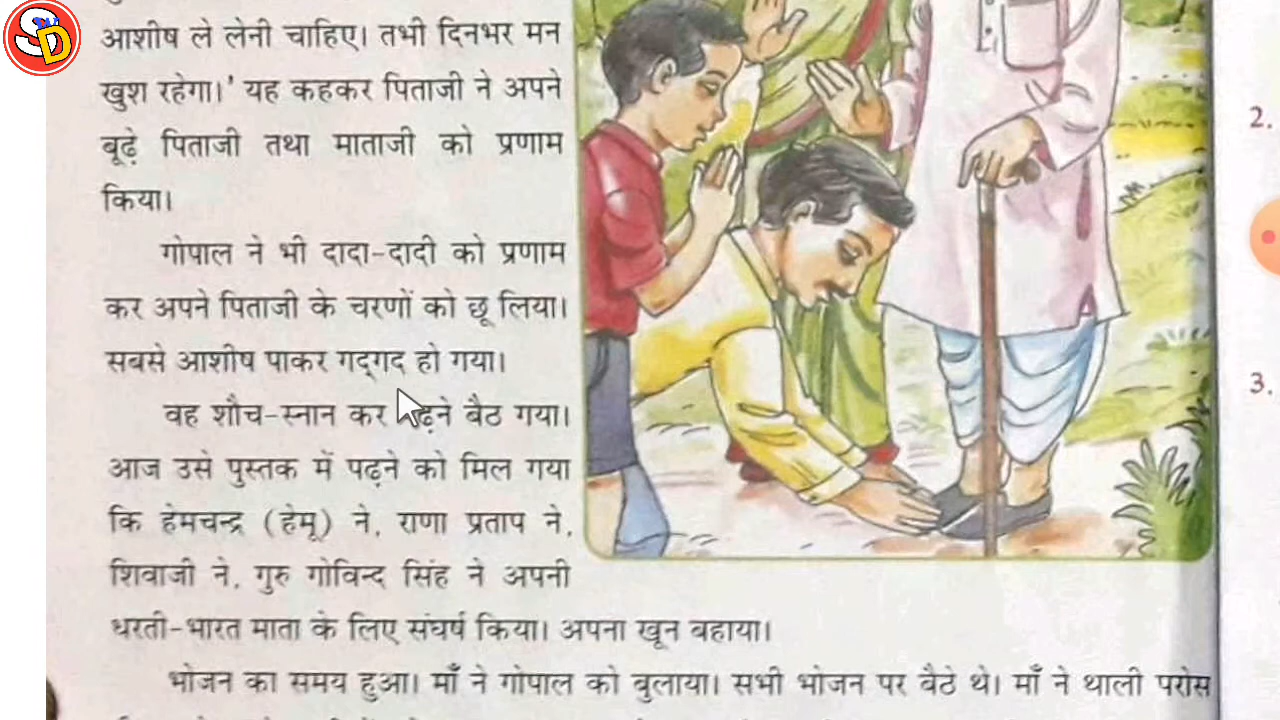 SD
आशीष ले लेनी चाहिए। तभी दिनभर मन
खुश रहेगा।' यह कहकर पिताजी ने अपने
बूढ़े पिताजी तथा माताजी को प्रणाम
किया।
गोपाल ने भी दादा-दादी को प्रणाम
कर अपने पिताजी के चरणों को छू लिया।
सबसे आशीष पाकर गद्‌गद हो गया।
वह शौच-स्नान कर बैठ गया।
आज उसे पुस्तक में पढ़ने को मिल गया
कि हेमचन्द्र (हेमू) ने, राणा प्रताप ने,
शिवाजी ने, गुरु गोविन्द सिंह ने अपनी
धरती-भारत माता के लिए संघर्ष किया। अपना खून बहाया।
भोजन का समय हुआ। माँ ने गोपाल को बुलाया। सभी भोजन पर बैठे थे। माँ ने थाली परोस
2.
3.